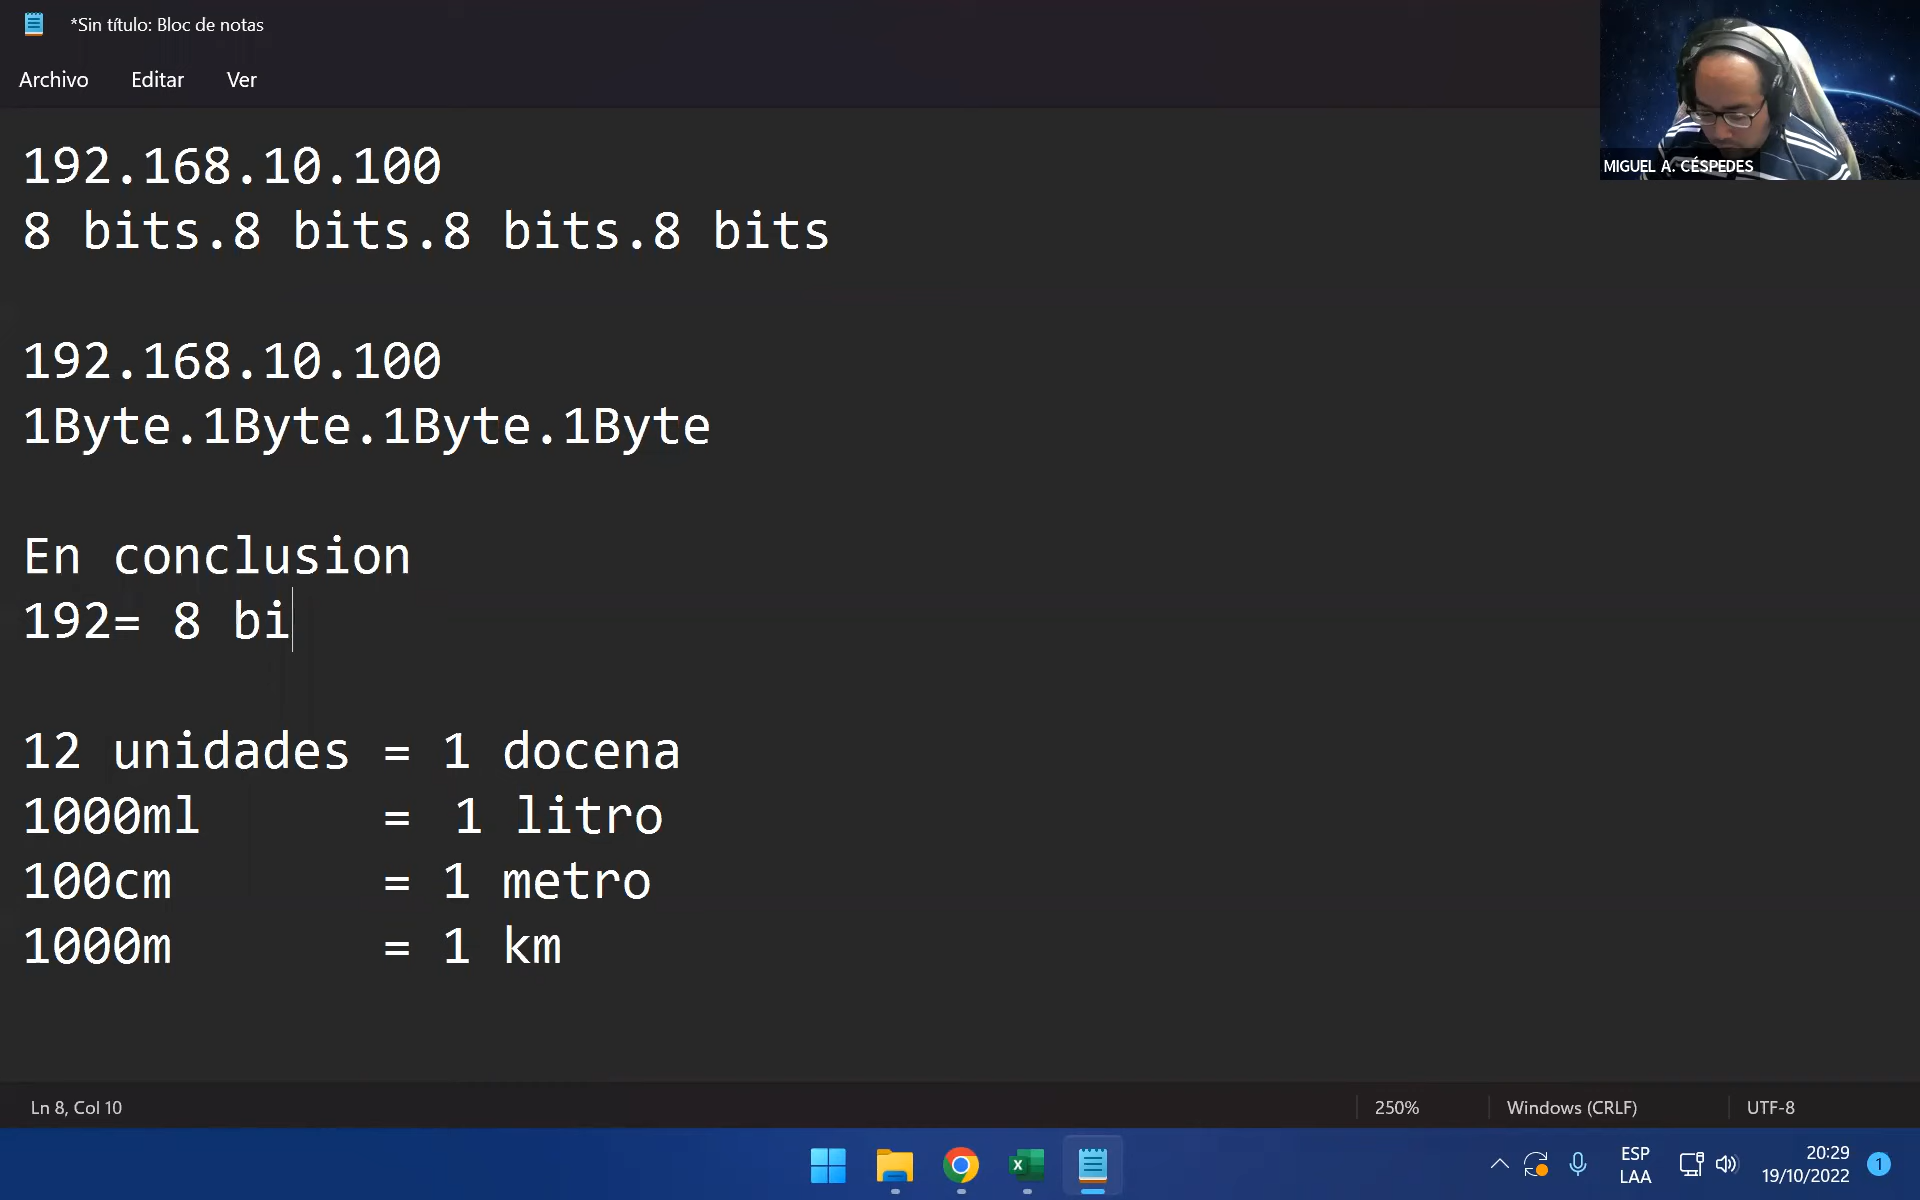 *Sin título: Bloc de notas
Archivo Editar Ver
MIGUEL A. CÉSPEDES
192.168.10.100
8 bits.8 bits.8 bits.8 bits
192.168.10.100
1Byte.1Byte.1Byte.1Byte
En conclusion
192= 8 bi
12 unidades = 1 docena
1000ml = 1 litro
100cm = 1 metro
1000m = 1 km
Ln 8, Col 10 250% Windows (CRLF) UTF-8
ESP 20:29
LAA 19/10/2022 1